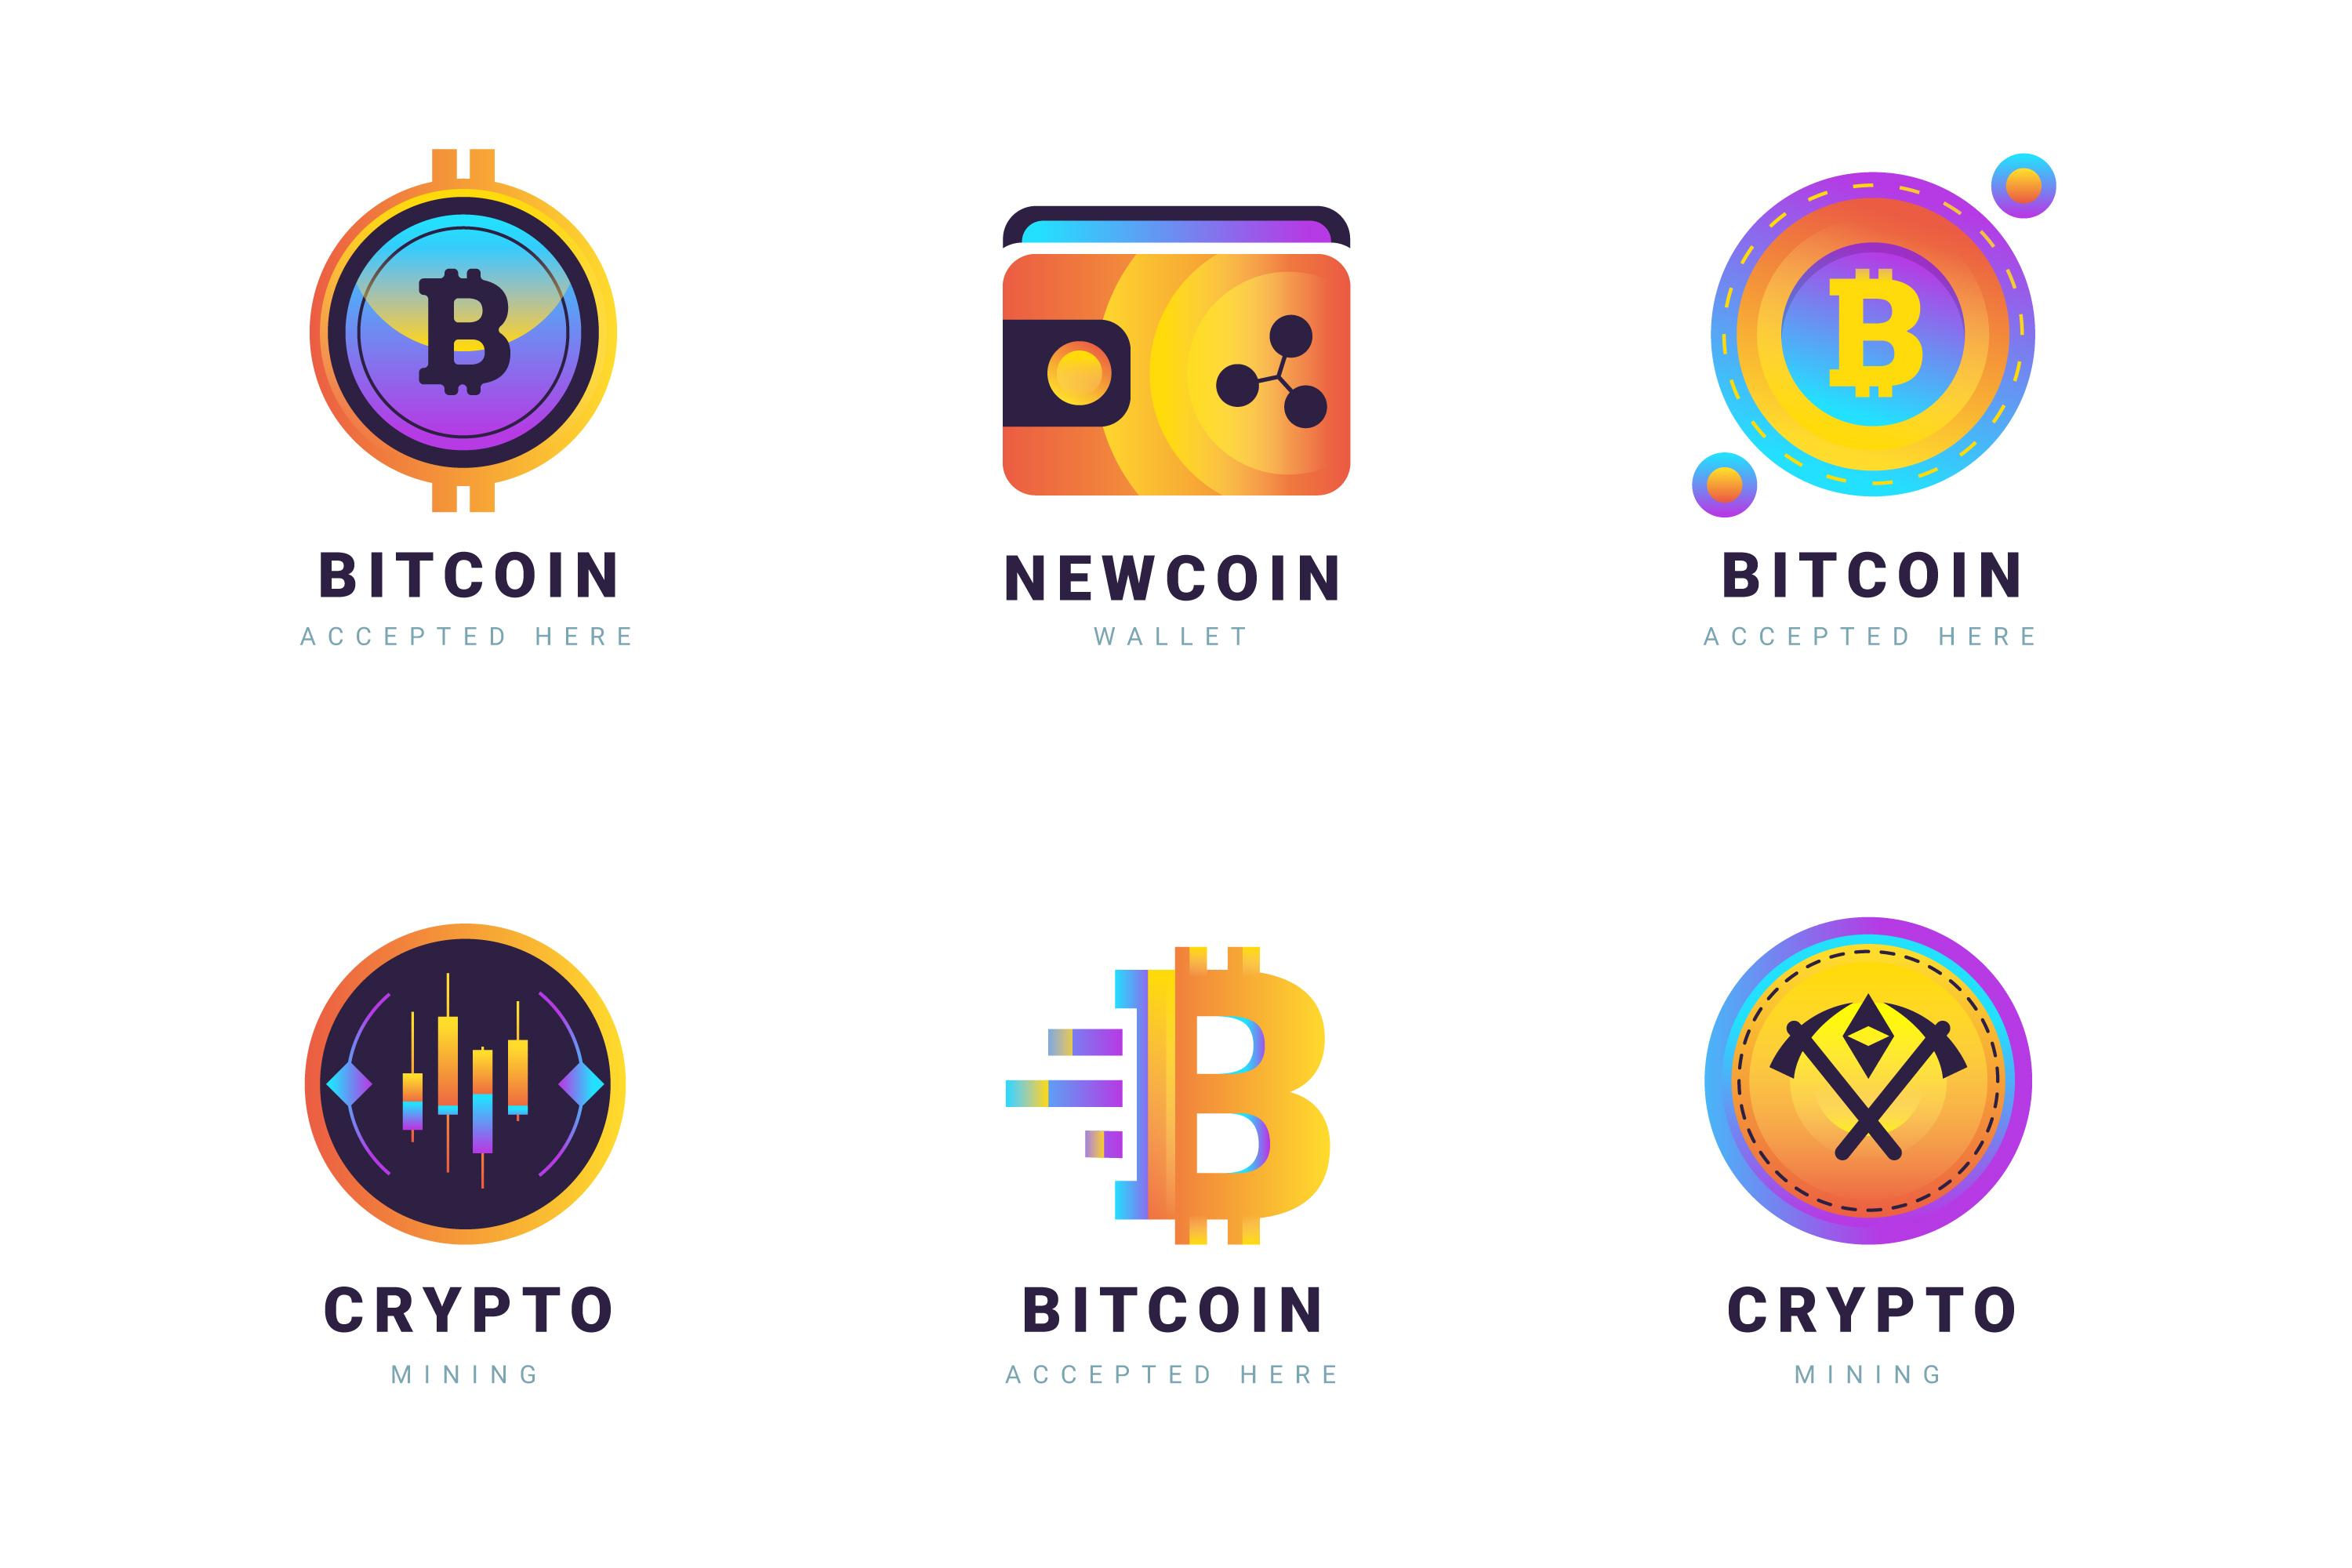 BITCOIN
ACCEPTED HERE
NEWCOIN
WALLET
BITCOIN
ACCEPTED HERE
CRYPTO
MINING
BITCOIN
ACCEPTED HERE
CRYPTO
MINING